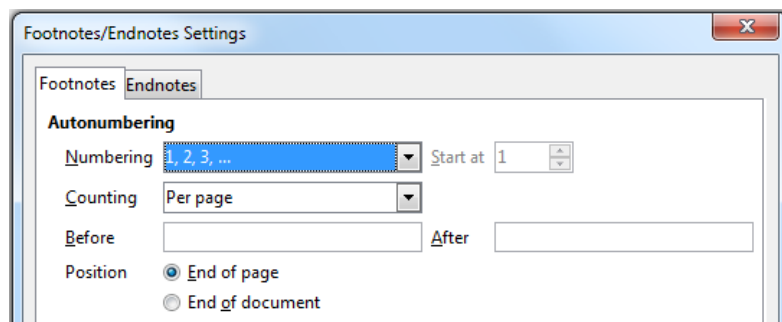 Footnotes/Endnotes Settings
Footnotes Endnotes
Autonumbering
Numbering 1, 2, 3, ... Start at 1
Counting Per page
Before After
Position End of page
End of document